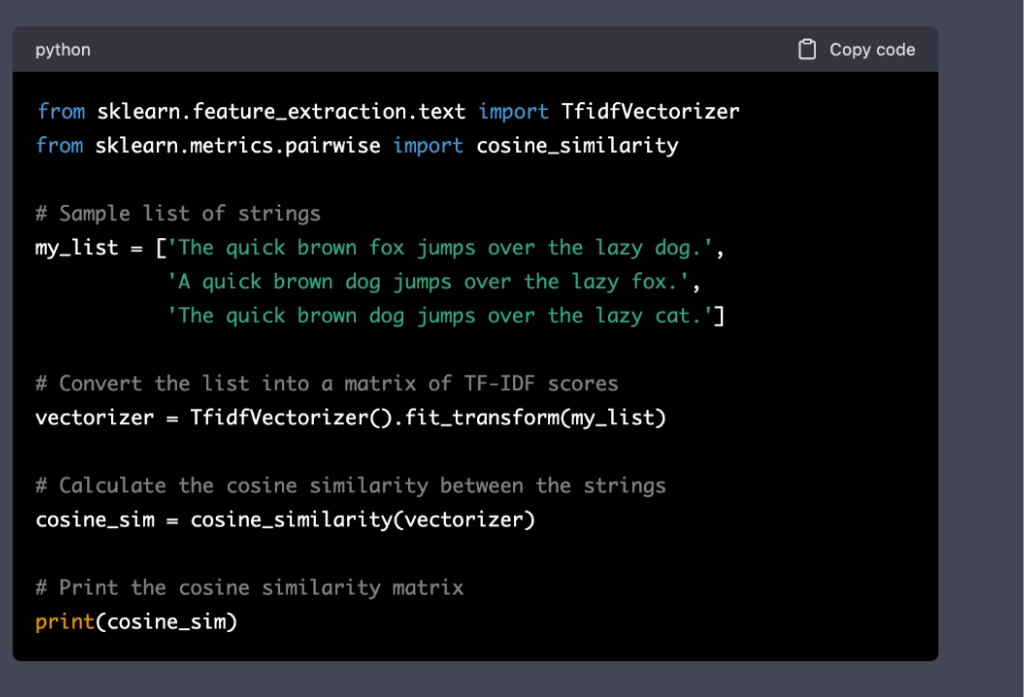 python
Copy code
from sklearn.feature_extraction.text import TfidfVectorizer
from sklearn.metrics.pairwise import cosine_similarity
# Sample list of strings
my_list = ['The quick brown fox jumps over the lazy dog.',
'A quick brown dog jumps over the lazy fox.',
'The quick brown dog jumps over the lazy cat.']
# Convert the list into a matrix of TF-IDF scores
vectorizer = TfidfVectorizer().fit_transform(my_list)
# Calculate the cosine similarity between the strings
cosine_sim = cosine_similarity(vectorizer)
# Print the cosine similarity matrix
print(cosine_sim)